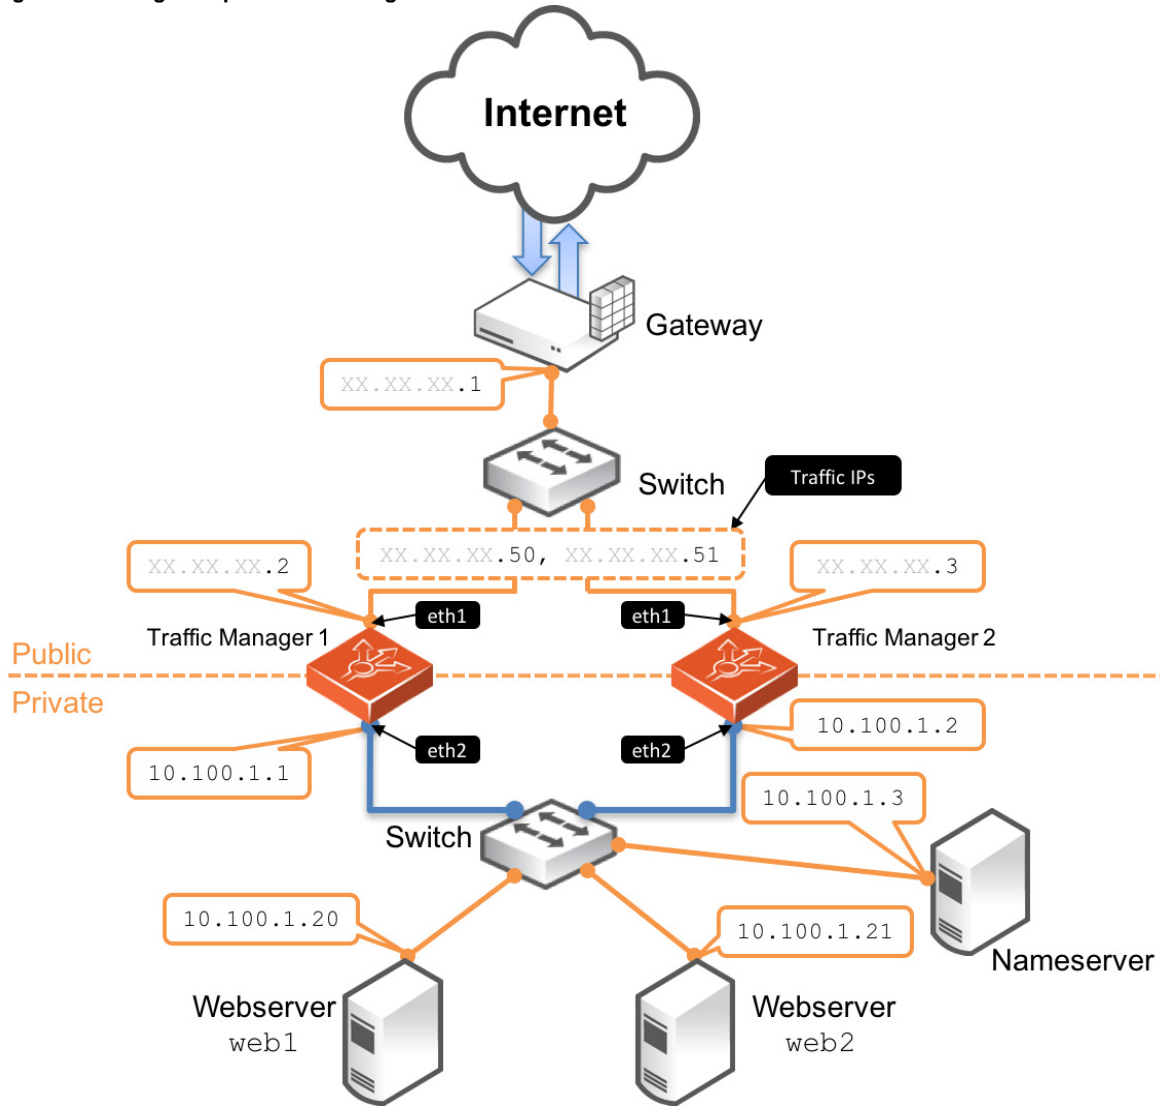 Internet
Gateway
XX.XX.XX.1
Switch
Traffic IPs
XX.XX.XX.50, XX.XX.XX.51
XX.XX.XX.2
XX.XX.XX.3
eth1
eth1
Traffic Manager 1
Traffic Manager 2
Public
Private
10.100.1.2
eth2
eth2
10.100.1.1
10.100.1.3
Switch
10.100.1.20
10.100.1.21
Nameserver
Webserver
web1
Webserver
web2